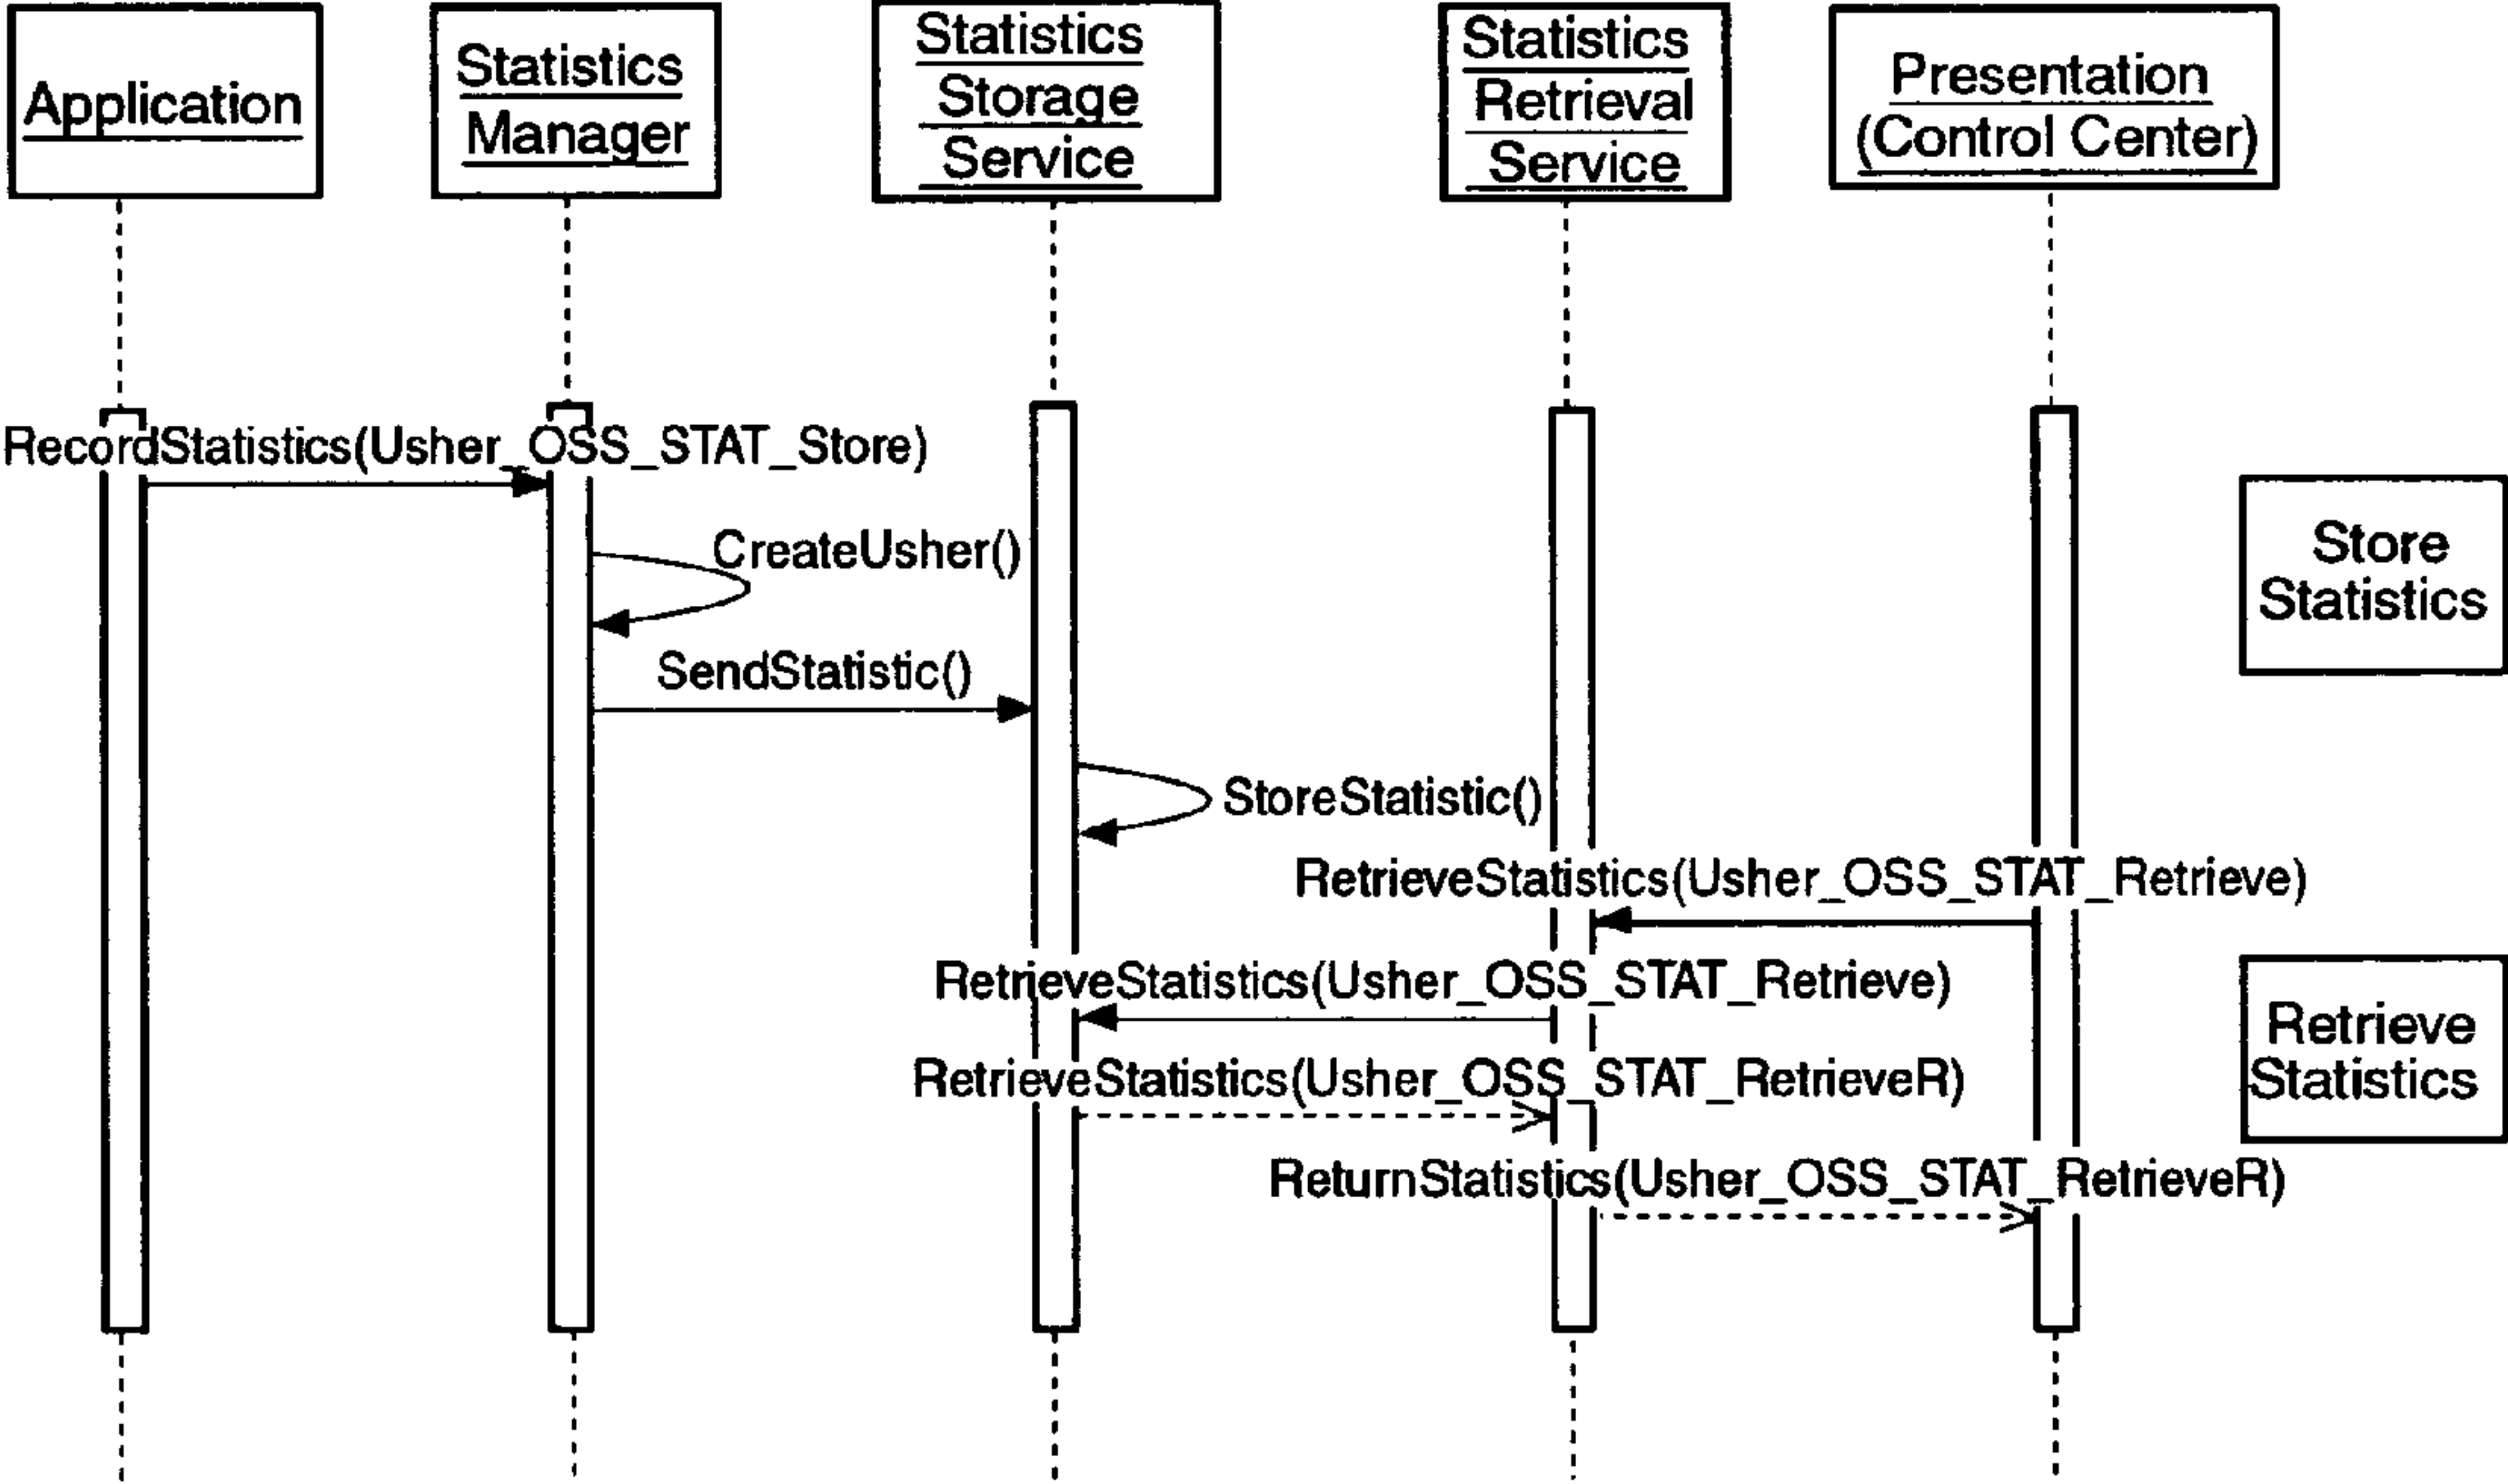 Application
Statistics
Manager
Statistics
Storage
Service
Statistics
Retrieval
Service
Presentation
(Control Center)
RecordStatistics(Usher_OSS_STAT_Store)
CreateUsher()
SendStatistic()
StoreStatistic()
Store
Statistics
RetrieveStatistics(Usher_OSS_STAT_Retrieve)
RetrieveStatistics(Usher_OSS_STAT_Retrieve)
RetrieveStatistics(Usher_OSS_STAT_RetrieveR)
ReturnStatistics(Usher_OSS_STAT_RetrieveR)
Retrieve
Statistics